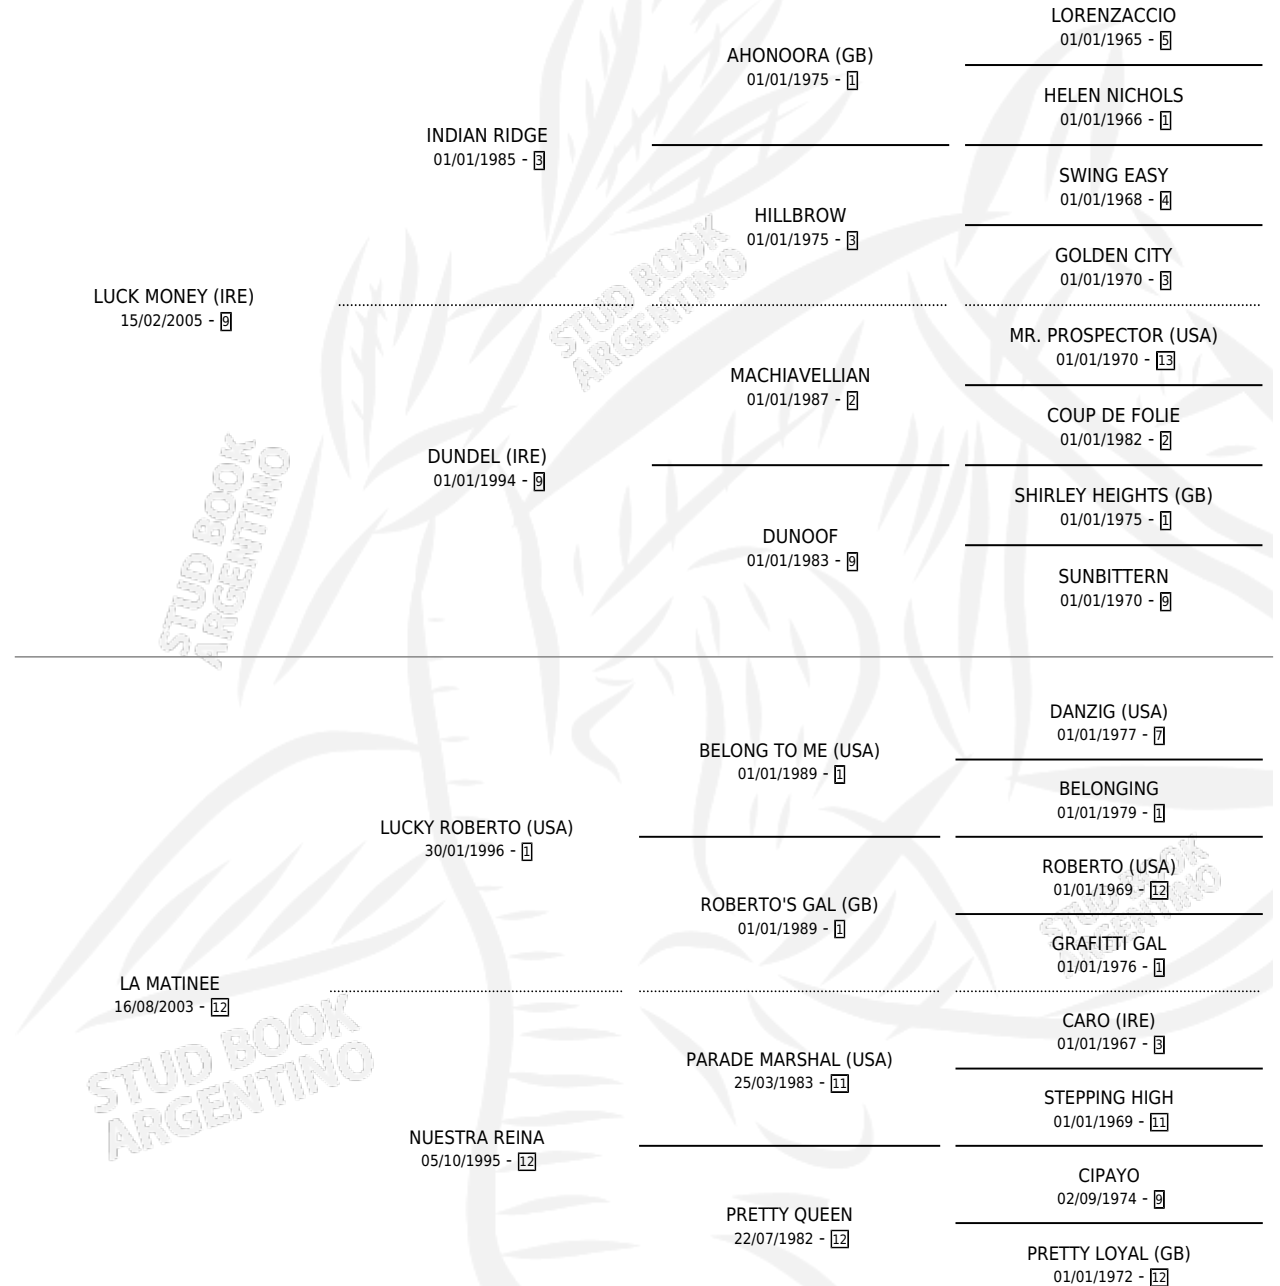 LORENZACCIO
01/01/1965 - 5
AHONOORA (GB)
01/01/1975 - 1
HELEN NICHOLS
01/01/1966 - 1
INDIAN RIDGE
01/01/1985 - 3
SWING EASY
01/01/1968 - 4
HILLBROW
01/01/1975 - 3
GOLDEN CITY
01/01/1970 - 3
LUCK MONEY (IRE)
15/02/2005 - 9
STUD BOOK
ARGENTINO
MR. PROSPECTOR (USA)
01/01/1970 - 13
MACHIAVELLIAN
01/01/1987 - 2
COUP DE FOLIE
01/01/1982 - 2
DUNDEL (IRE)
01/01/1994 - 9
SHIRLEY HEIGHTS (GB)
01/01/1975 - 1
DUNOOF
01/01/1983 - 9
SUNBITTERN
01/01/1970 - 9
STUD BOOK
ARGENTINO
DANZIG (USA)
01/01/1977 - 7
BELONG TO ME (USA)
01/01/1989 - 1
BELONGING
01/01/1979 - 1
LUCKY ROBERTO (USA)
30/01/1996 - 1
ROBERTO (USA)
01/01/1969 - 12
ROBERTO'S GAL (GB)
01/01/1989 - 1
STUD BOOK
ARGENTINO
GRAFITTI GAL
01/01/1976 - 1
LA MATINEE
16/08/2003 - 12
CARO (IRE)
01/01/1967 - 3
STUD BOOK
ARGENTINO
PARADE MARSHAL (USA)
25/03/1983 - 11
STEPPING HIGH
01/01/1969 - 11
NUESTRA REINA
05/10/1995 - 12
CIPAYO
02/09/1974 - 9
PRETTY QUEEN
22/07/1982 - 12
PRETTY LOYAL (GB)
01/01/1972 - 12